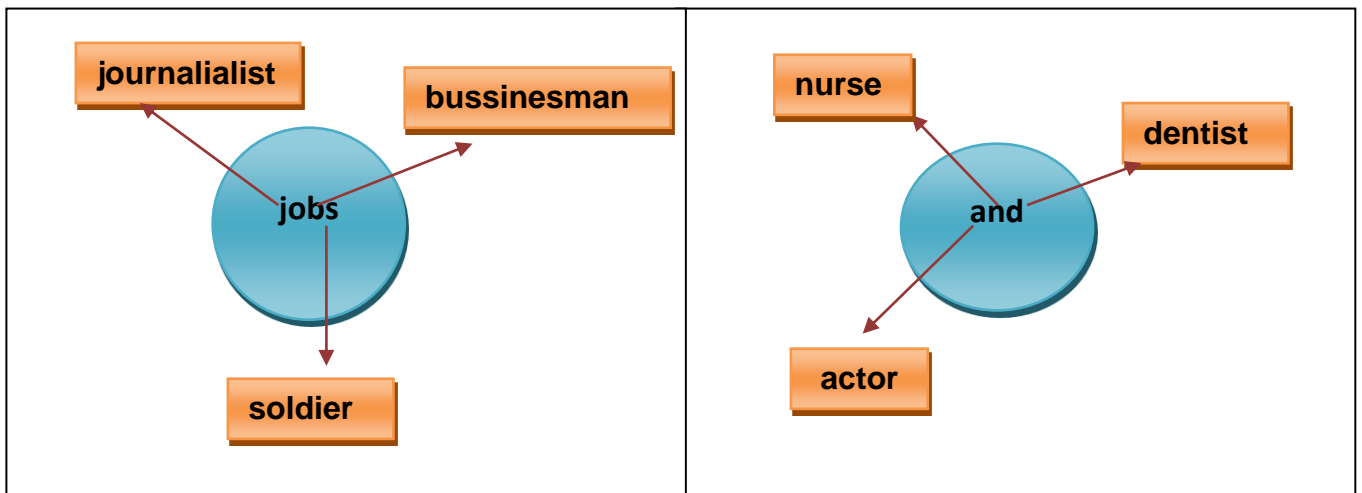 journalialist
bussinesman
jobs
soldier
nurse
dentist
and
actor